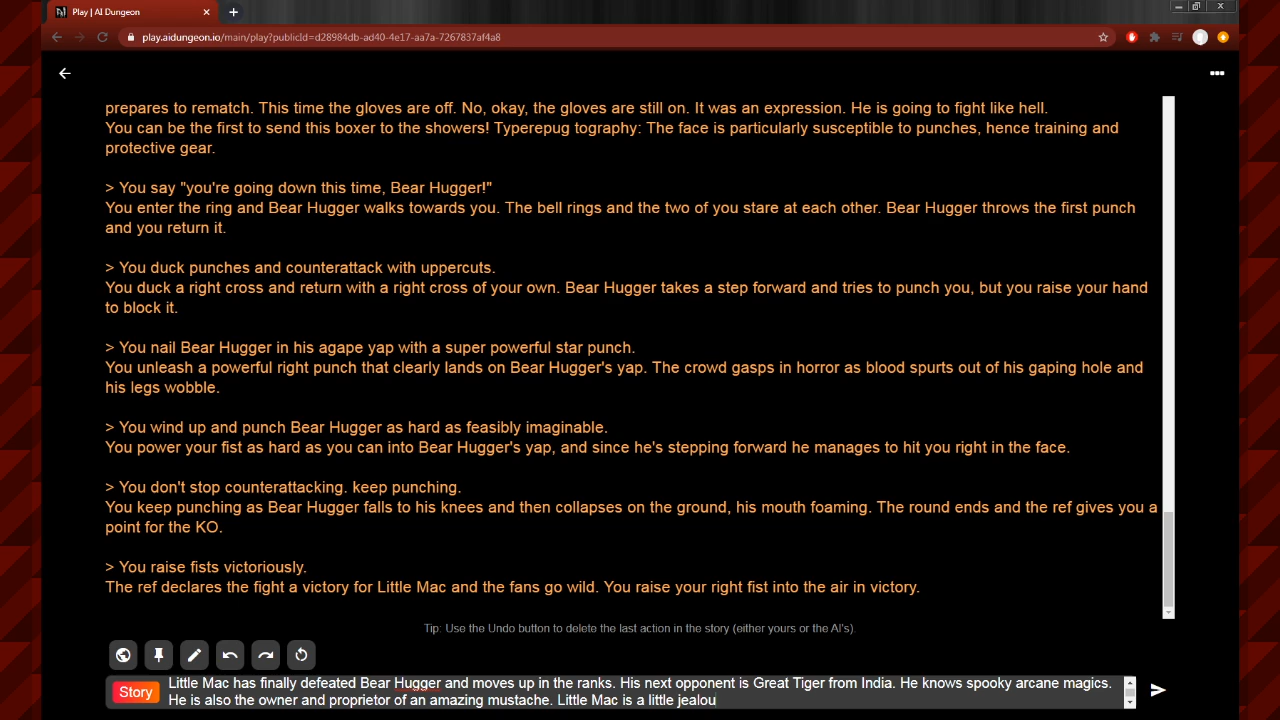 Play | AI Dungeon
play.aidungeon.io/main/play?publicId=d28984db-ad40-4e17-aa7a-7267837af4a8
prepares to rematch. This time the gloves are off. No, okay, the gloves are still on. It was an expression. He is going to fight like hell.
You can be the first to send this boxer to the showers! Typerepug tography: The face is particularly susceptible to punches, hence training and
protective gear.
> You say "you're going down this time, Bear Hugger!"
You enter the ring and Bear Hugger walks towards you. The bell rings and the two of you stare at each other. Bear Hugger throws the first punch
and you return it.
> You duck punches and counterattack with uppercuts.
You duck a right cross and return with a right cross of your own. Bear Hugger takes a step forward and tries to punch you, but you raise your hand
to block it.
> You nail Bear Hugger in his agape yap with a super powerful star punch.
You unleash a powerful right punch that clearly lands on Bear Hugger's yap. The crowd gasps in horror as blood spurts out of his gaping hole and
his legs wobble.
> You wind up and punch Bear Hugger as hard as feasibly imaginable.
You power your fist as hard as you can into Bear Hugger's yap, and since he's stepping forward he manages to hit you right in the face.
> You don't stop counterattacking. keep punching.
You keep punching as Bear Hugger falls to his knees and then collapses on the ground, his mouth foaming. The round ends and the ref gives you a
point for the KO.
> You raise fists victoriously.
The ref declares the fight a victory for Little Mac and the fans go wild. You raise your right fist into the air in victory.
Tip: Use the Undo button to delete the last action in the story (either yours or the AI's).
Story
Little Mac has finally defeated Bear Hugger and moves up in the ranks. His next opponent is Great Tiger from India. He knows spooky arcane magics.
He is also the owner and proprietor of an amazing mustache. Little Mac is a little jealou